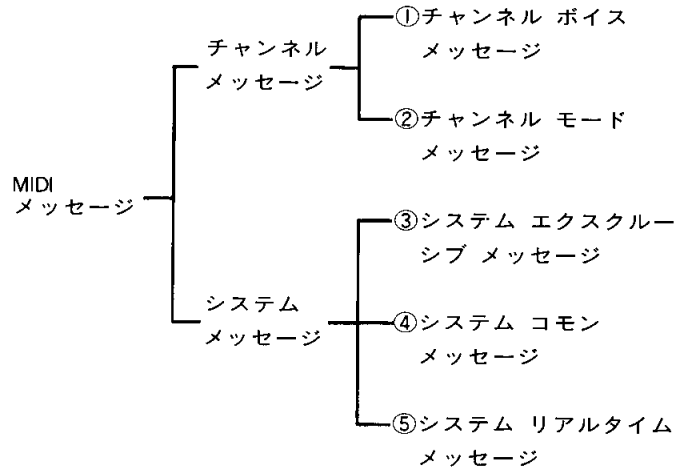 ①チャンネル ボイス
メッセージ
チャンネル
メッセージ
②チャンネル モード
メッセージ
MIDI
メッセージ
③システム エクスクルー
シブ メッセージ
システム
メッセージ
④システム コモン
メッセージ
⑤システム リアルタイム
メッセージ